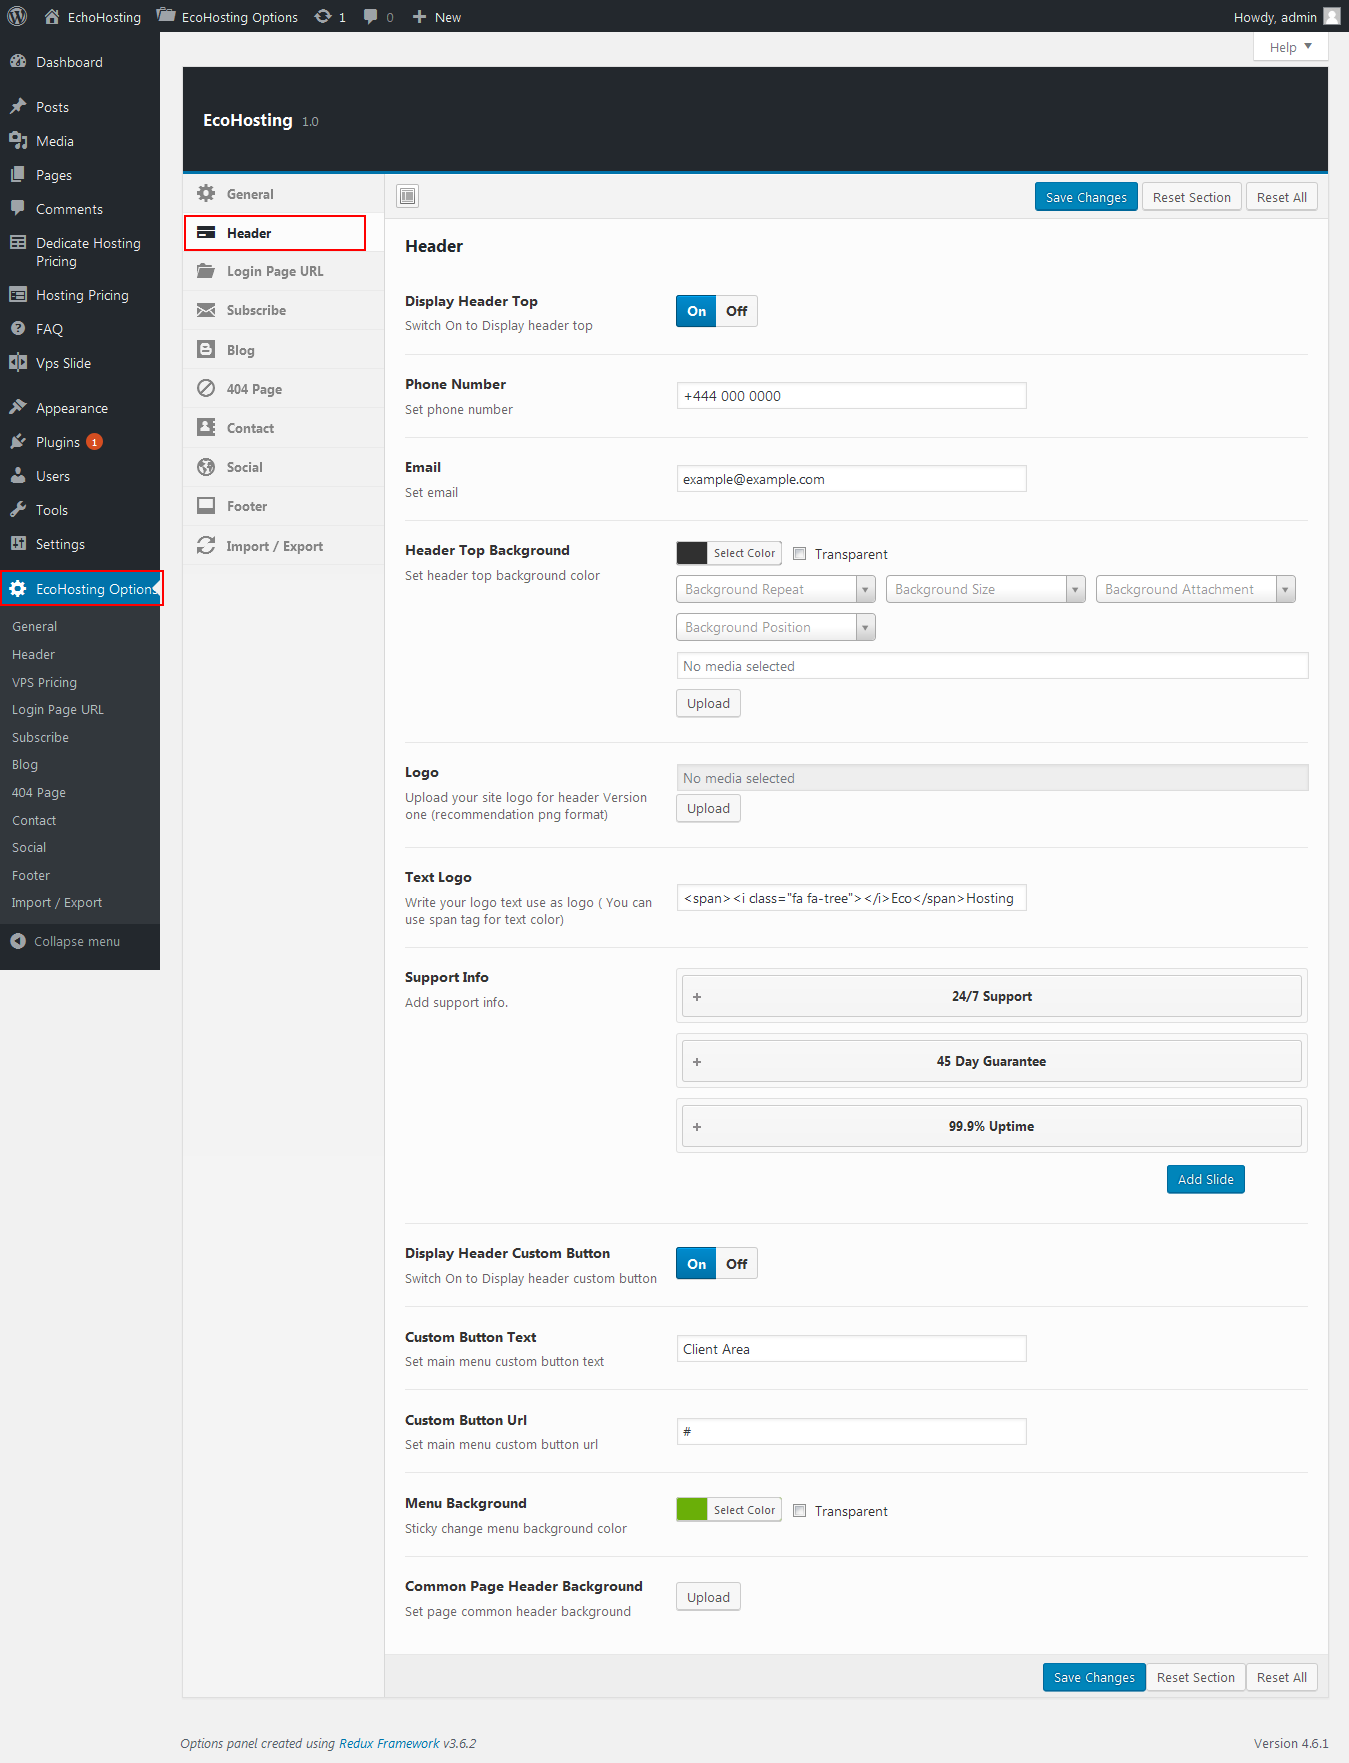 EchoHosting
EcoHosting Options
1
0
New
Howdy, admin
Help
Dashboard
Posts
Media
Pages
Comments
Dedicate Hosting
Pricing
Hosting Pricing
FAQ
Vps Slide
Appearance
Plugins 1
Users
Tools
Settings
EcoHosting Options
General
Header
VPS Pricing
Login Page URL
Subscribe
Blog
404 Page
Contact
Social
Footer
Import / Export
Collapse menu
EcoHosting 1.0
General
Header
Login Page URL
Subscribe
Blog
404 Page
Contact
Social
Footer
Import / Export
Save Changes
Reset Section
Reset All
Header
Display Header Top
Switch On to Display header top
On Off
Phone Number
Set phone number
+444 000 0000
Email
Set email
example@example.com
Header Top Background
Set header top background color
Select Color
Transparent
Background Repeat
Background Size
Background Attachment
Background Position
No media selected
Upload
Logo
Upload your site logo for header Version
one (recommendation png format)
No media selected
Upload
Text Logo
Write your logo text use as logo ( You can
use span tag for text color)
<span><i class="fa fa-tree"></i>Eco</span>Hosting
Support Info
Add support info.
+ 24/7 Support
+ 45 Day Guarantee
+ 99.9% Uptime
Add Slide
Display Header Custom Button
Switch On to Display header custom button
On Off
Custom Button Text
Set main menu custom button text
Client Area
Custom Button Url
Set main menu custom button url
#
Menu Background
Sticky change menu background color
Select Color
Transparent
Common Page Header Background
Set page common header background
Upload
Save Changes
Reset Section
Reset All
Options panel created using Redux Framework v3.6.2
Version 4.6.1